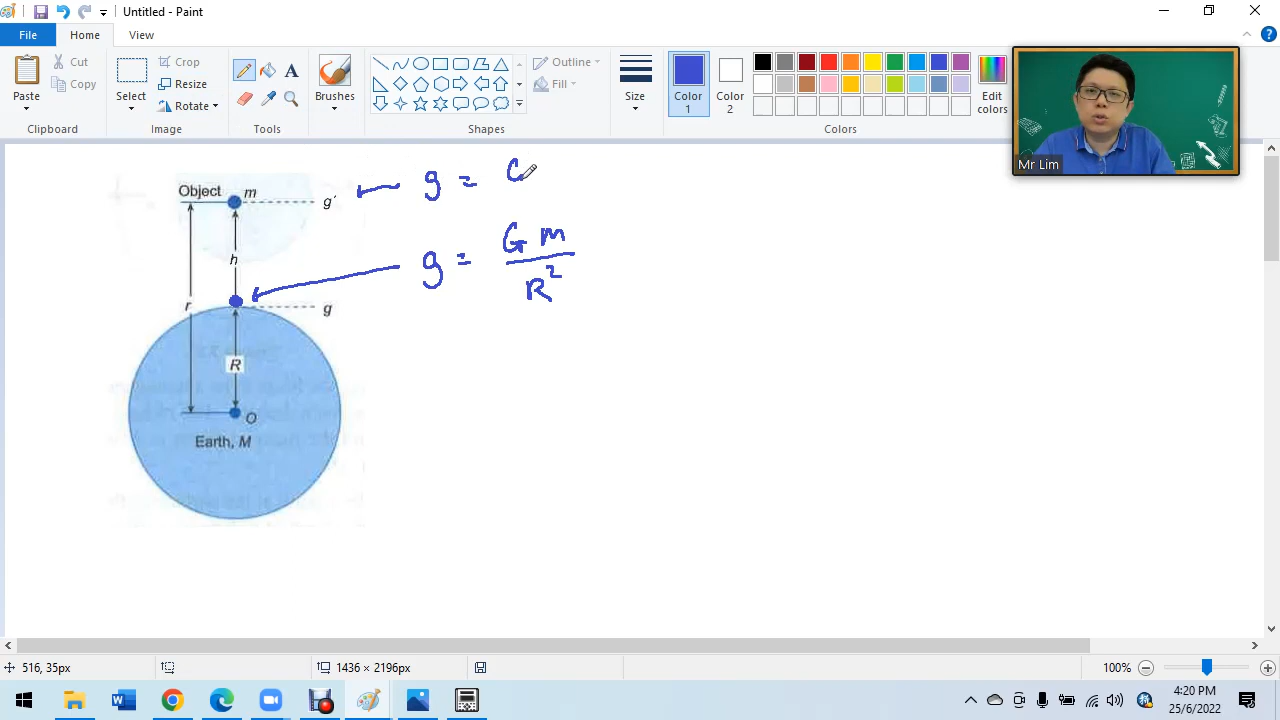 Untitled - Paint
File Home View
Paste Cut Copy Clipboard
Select Crop Resize Rotate Image
Tools
Brushes
Outline Fill Shapes
Size
Color 1
Color 2
Edit colors
Colors
Mr Lim
Object m g'
g =
h
g = G m / R²
r
g
R
O
Earth, M
516, 35px
1436 × 2196px
100%
4:20 PM
25/6/2022